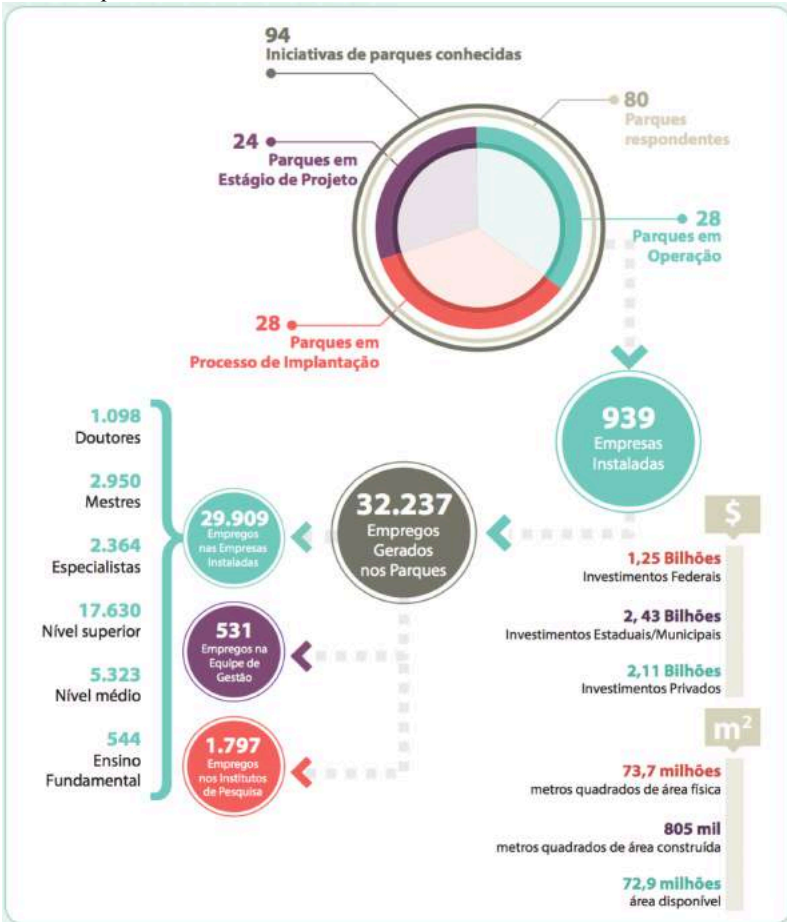 94
Iniciativas de parques conhecidas
80
Parques
respondentes
24
Parques em
Estágio de Projeto
28
Parques em
Operação
28
Parques em
Processo de Implantação
939
Empresas
Instaladas
32.237
Empregos
Gerados
nos Parques
29.909
Empregos
nas Empresas
Instaladas
531
Empregos na
Equipe de
Gestão
1.797
Empregos
nos Institutos
de Pesquisa
1.098
Doutores
2.950
Mestres
2.364
Especialistas
17.630
Nível superior
5.323
Nível médio
544
Ensino
Fundamental
$
1,25 Bilhões
Investimentos Federais
2, 43 Bilhões
Investimentos Estaduais/Municipais
2,11 Bilhões
Investimentos Privados
m²
73,7 milhões
metros quadrados de área física
805 mil
metros quadrados de área construída
72,9 milhões
área disponível